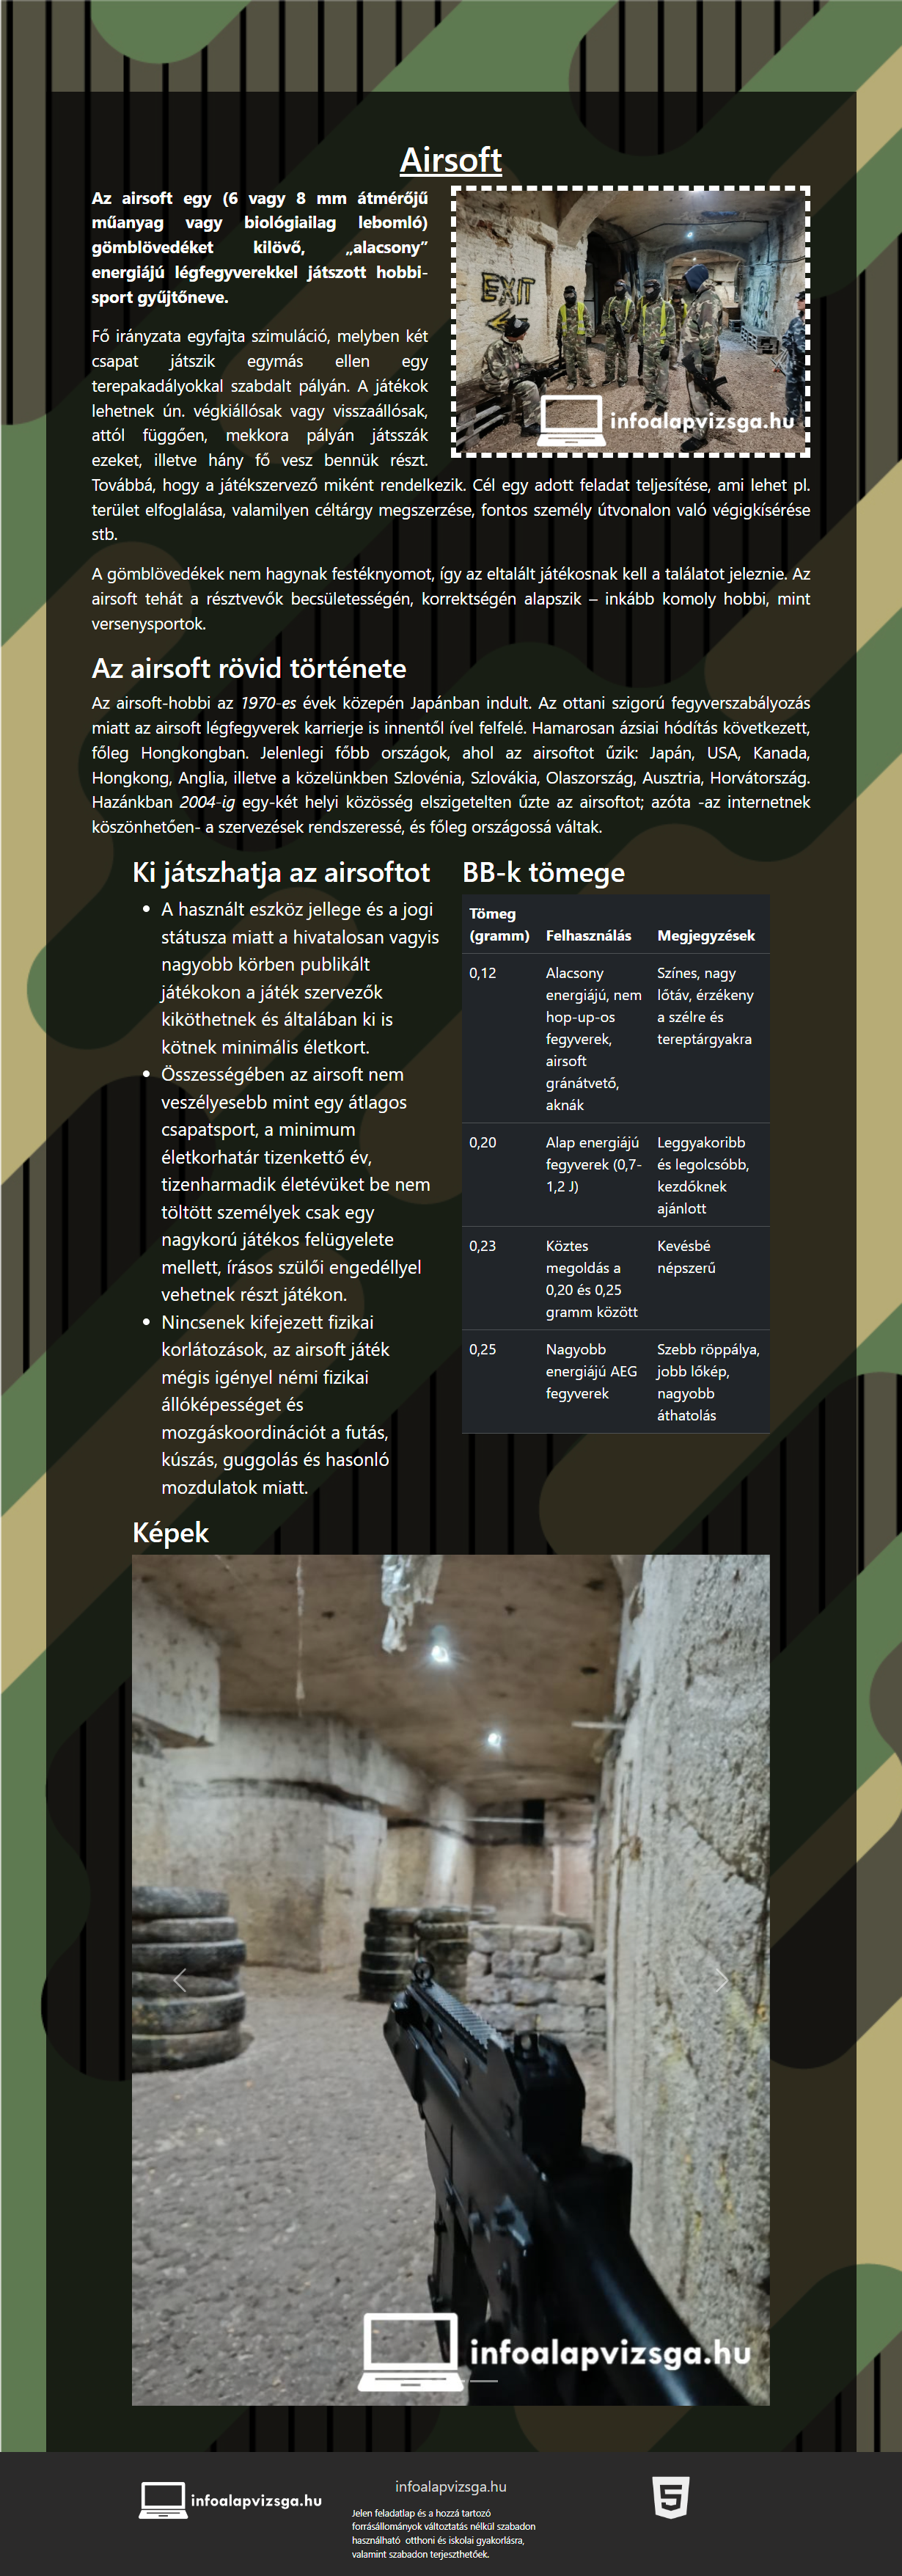 Airsoft
Az airsoft egy (6 vagy 8 mm átmérőjű
műanyag vagy biológiailag lebomló)
gömblövedéket kilövő, „alacsony”
energiájú légfegyverekkel játszott hobbi-
sport gyűjtőneve.
EXIT
infoalapvizsga.hu
Fő irányzata egyfajta szimuláció, melyben két
csapat játszik egymás ellen egy
terepakadályokkal szabdalt pályán. A játékok
lehetnek ún. végkiállósak vagy visszaállósak,
attól függően, mekkora pályán játsszák
ezeket, illetve hány fő vesz bennük részt.
Továbbá, hogy a játékszervező miként rendelkezik. Cél egy adott feladat teljesítése, ami lehet pl.
terület elfoglalása, valamilyen céltárgy megszerzése, fontos személy útvonalon való végigkísérése
stb.
A gömblövedékek nem hagynak festéknyomot, így az eltalált játékosnak kell a találatot jeleznie. Az
airsoft tehát a résztvevők becsületességén, korrektségén alapszik – inkább komoly hobbi, mint
versenysportok.
Az airsoft rövid története
Az airsoft-hobbi az 1970-es évek közepén Japánban indult. Az ottani szigorú fegyverszabályozás
miatt az airsoft légfegyverek karrierje is innentől ível felfelé. Hamarosan ázsiai hódítás következett,
főleg Hongkongban. Jelenlegi főbb országok, ahol az airsoftot űzik: Japán, USA, Kanada,
Hongkong, Anglia, illetve a közelünkben Szlovénia, Szlovákia, Olaszország, Ausztria, Horvátország.
Hazánkban 2004-ig egy-két helyi közösség elszigetelten űzte az airsoftot; azóta -az internetnek
köszönhetően- a szervezések rendszeressé, és főleg országossá váltak.
Ki játszhatja az airsoftot
A használt eszköz jellege és a jogi
státusza miatt a hivatalosan vagyis
nagyobb körben publikált
játékokon a játék szervezők
kiköthetnek és általában ki is
kötnek minimális életkort.
Összességében az airsoft nem
veszélyesebb mint egy átlagos
csapatsport, a minimum
életkorhatár tizenkettő év,
tizenharmadik életévüket be nem
töltött személyek csak egy
nagykorú játékos felügyelete
mellett, írásos szülői engedéllyel
vehetnek részt játékon.
Nincsenek kifejezett fizikai
korlátozások, az airsoft játék
mégis igényel némi fizikai
állóképességet és
mozgáskoordinációt a futás,
kúszás, guggolás és hasonló
mozdulatok miatt.
BB-k tömege
Tömeg
(gramm) Felhasználás Megjegyzések
0,12 Alacsony Színes, nagy
energiájú, nem lőtáv, érzékeny
hop-up-os a szélre és
fegyverek, tereptárgyakra
airsoft
gránátvető,
aknák
0,20 Alap energiájú Leggyakoribb
fegyverek (0,7- és legolcsóbb,
1,2 J) kezdőknek
ajánlott
0,23 Köztes Kevésbé
megoldás a népszerű
0,20 és 0,25
gramm között
0,25 Nagyobb Szebb röppálya,
energiájú AEG jobb lőkép,
fegyverek nagyobb
áthatolás
Képek
infoalapvizsga.hu
infoalapvizsga.hu
infoalapvizsga.hu
Jelen feladatlap és a hozzá tartozó
forrásállományok változtatás nélkül szabadon
használható otthoni és iskolai gyakorlásra,
valamint szabadon terjeszthetőek.
5